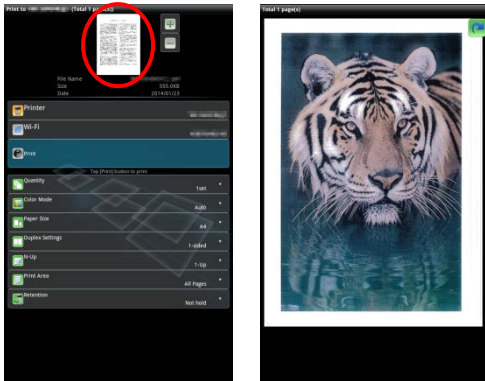 Print to (Total 1 page(s))
File Name .pdf
Size 595.0KB
Date 2014/01/23
Printer
Wi-Fi
Print
Tap [Print] button to print
Quantity
1set
Color Mode
Auto
Paper Size
A4
Duplex Settings
1-sided
N-Up
1-Up
Print Area
All Pages
Retention
Not hold
Total 1 page(s)